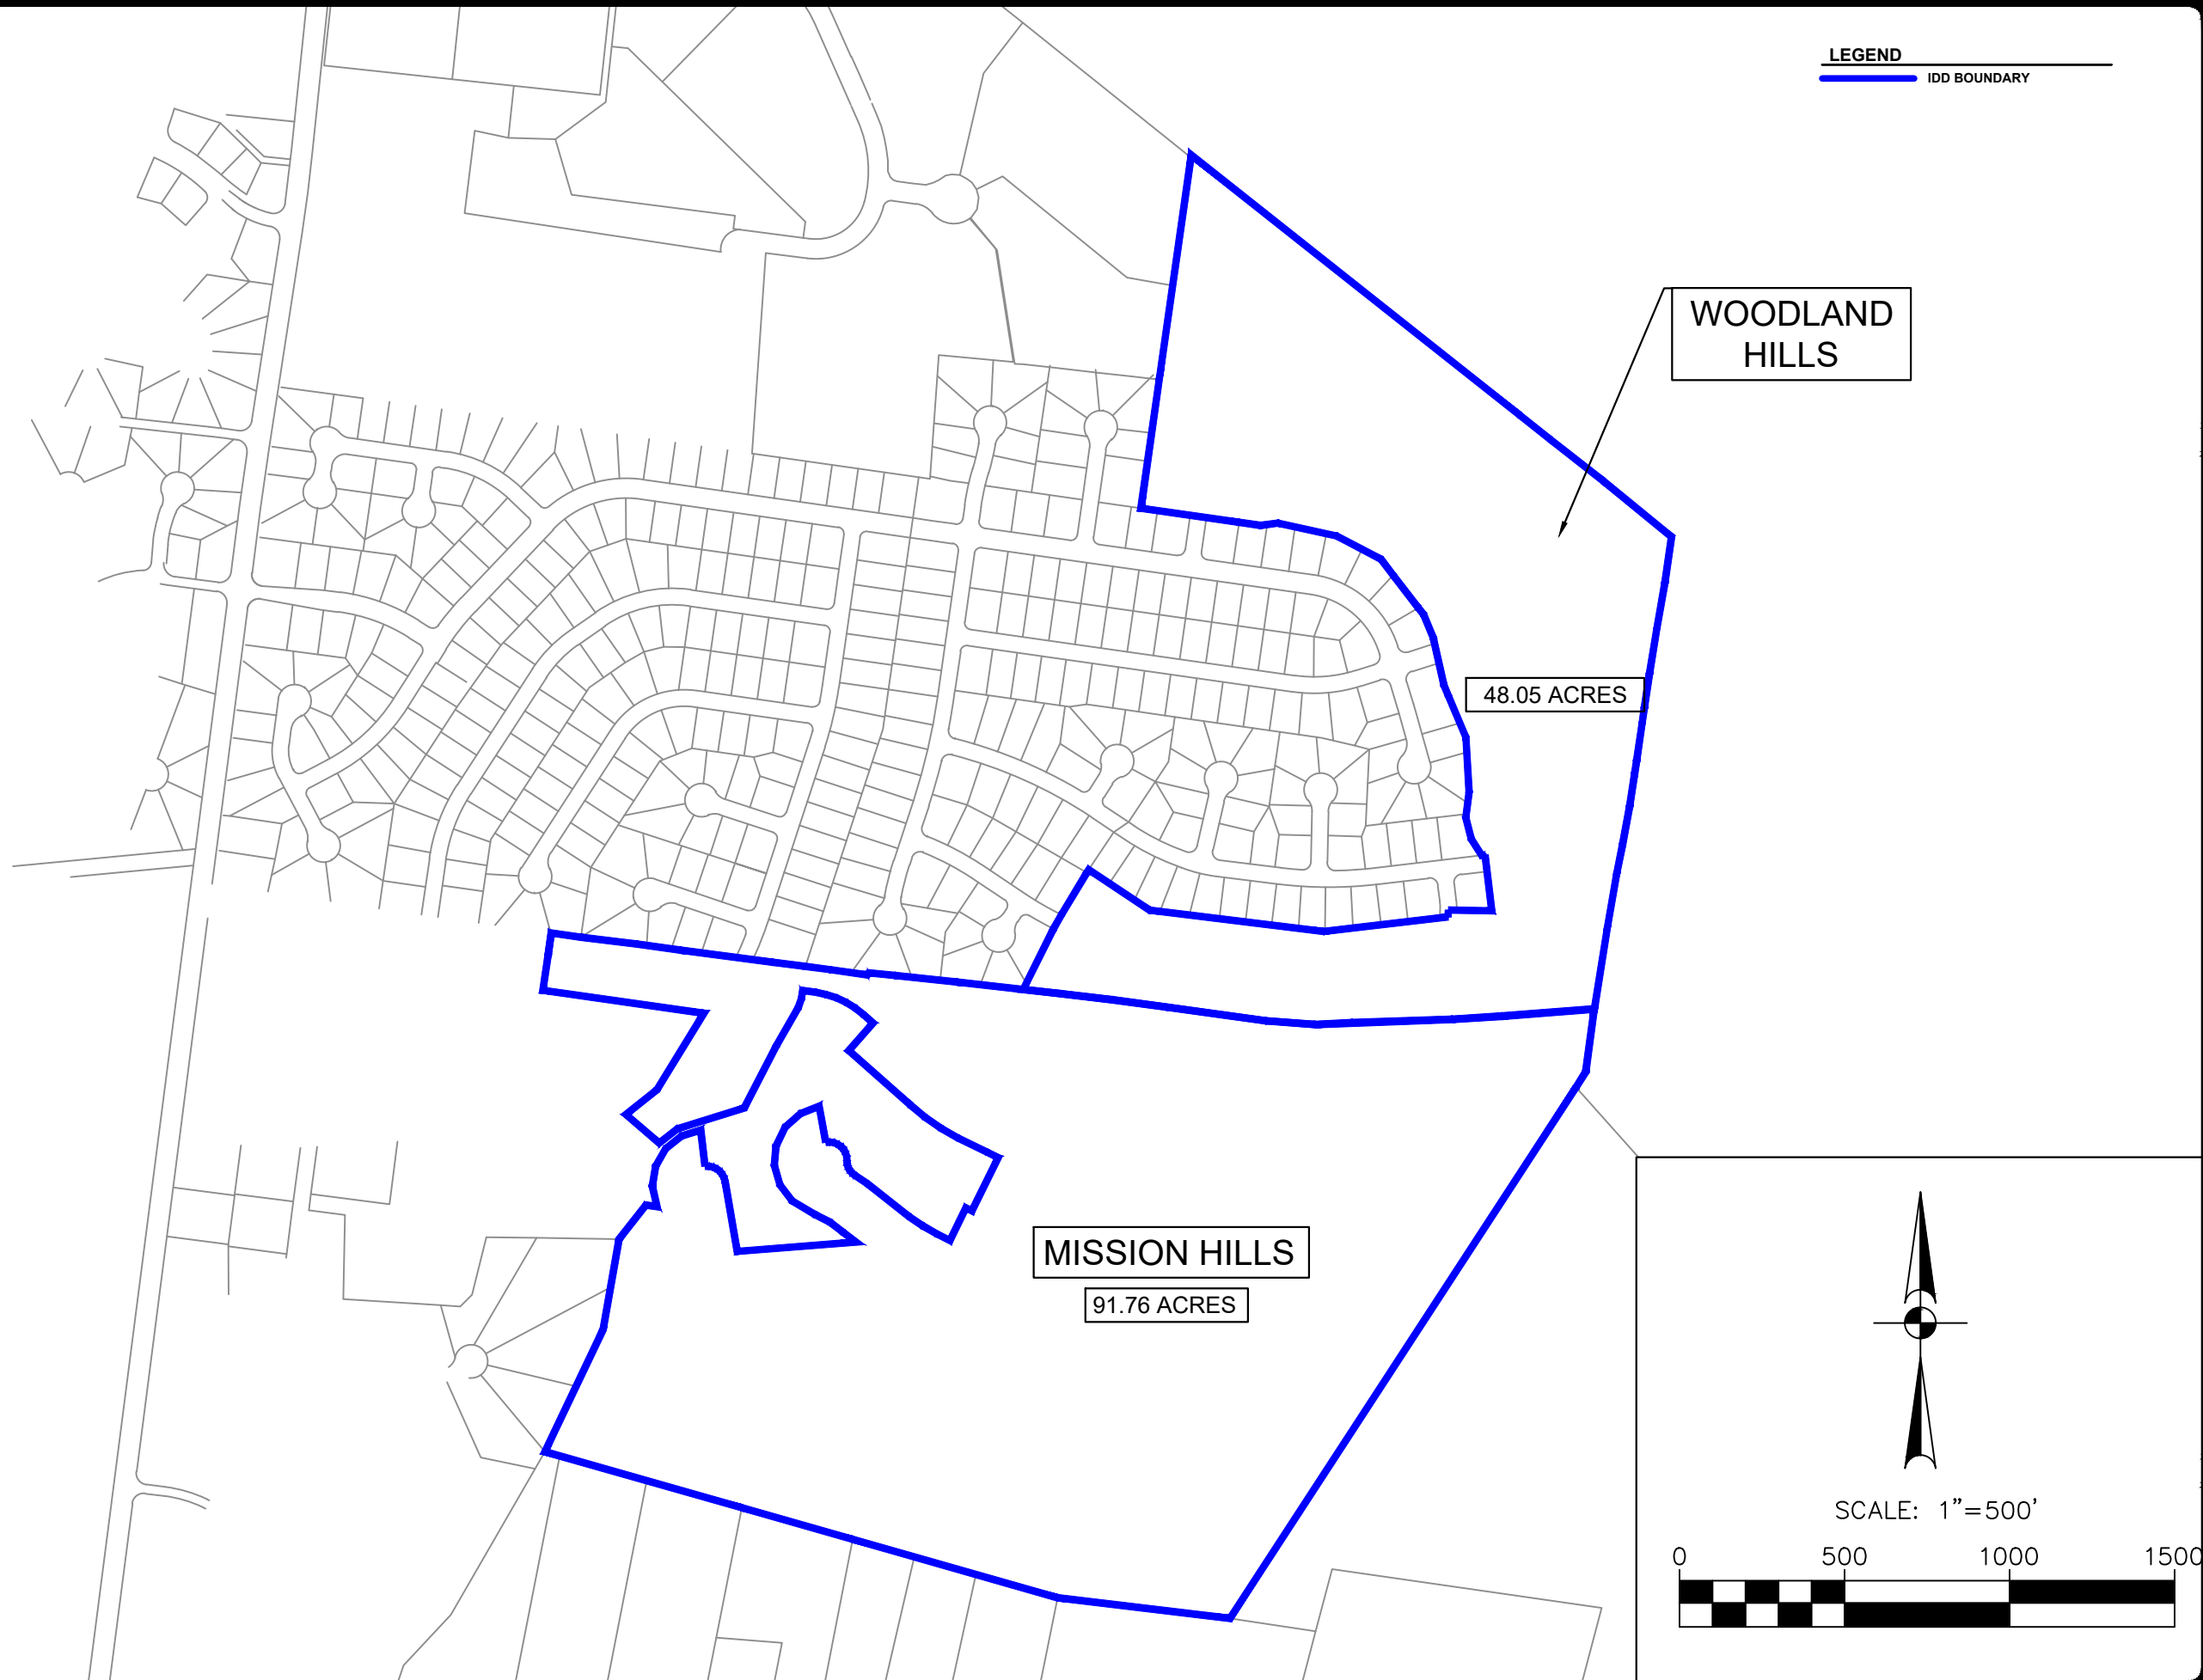 LEGEND
IDD BOUNDARY
WOODLAND
HILLS
48.05 ACRES
MISSION HILLS
91.76 ACRES
SCALE: 1"=500'
0 500 1000 1500